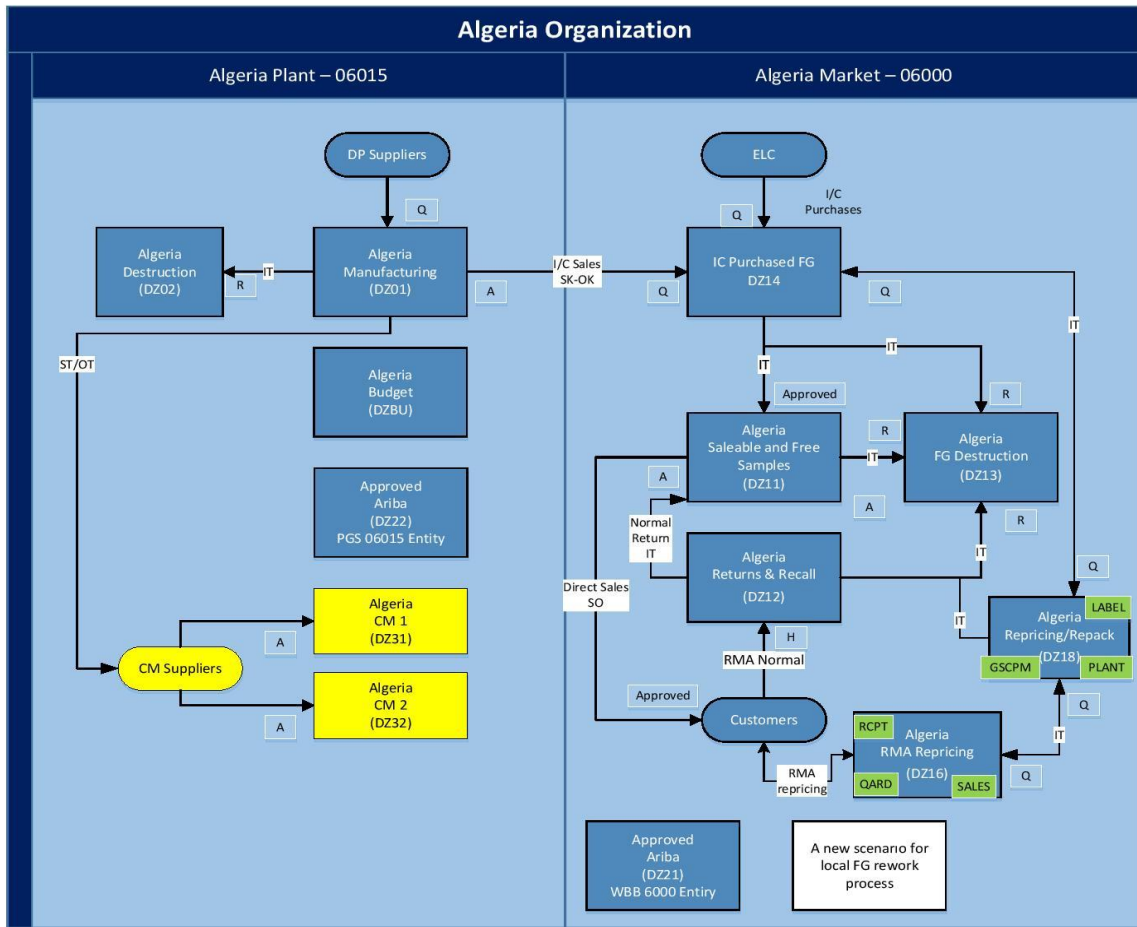 Algeria Organization
Algeria Plant – 06015
Algeria Market – 06000
DP Suppliers
Q
Algeria
Destruction
(DZ02)
IT
R
Algeria
Manufacturing
(DZ01)
A
I/C Sales
SK-OK
ST/OT
Algeria
Budget
(DZBU)
Approved
Ariba
(DZ22)
PGS 06015 Entity
CM Suppliers
A
Algeria
CM 1
(DZ31)
A
Algeria
CM 2
(DZ32)
ELC
I/C
Purchases
Q
Q
IC Purchased FG
DZ14
Q
IT
IT
IT
Approved
R
Algeria
Saleable and Free
Samples
(DZ11)
R
IT
A
A
Algeria
FG Destruction
(DZ13)
R
IT
Normal
Return
IT
Algeria
Returns & Recall
(DZ12)
Direct Sales
SO
H
RMA Normal
Approved
Customers
RMA
repricing
Q
LABEL
Algeria
Repricing/Repack
(DZ18)
GSCPM
PLANT
IT
Q
IT
RCPT
Algeria
RMA Repricing
(DZ16)
QARD
SALES
Q
Approved
Ariba
(DZ21)
WBB 6000 Entiry
A new scenario for
local FG rework
process